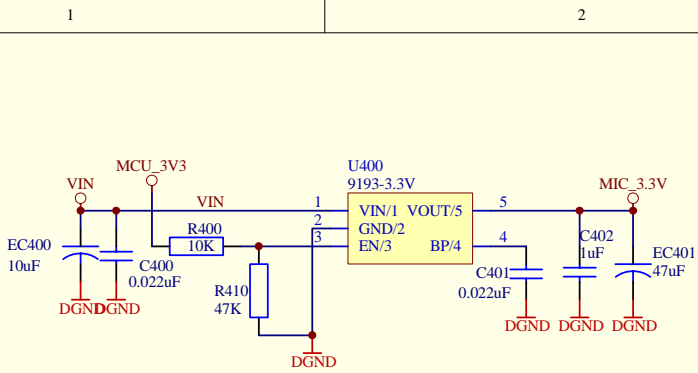 1 2
MCU_3V3
U400
9193-3.3V
VIN
VIN
1
5
MIC_3.3V
VIN/1 VOUT/5
2
GND/2
R400
10K
3
EN/3 BP/4
4
C402
1uF
EC400
10uF
C400
0.022uF
R410
47K
C401
0.022uF
EC401
47uF
DGND
DGND
DGND
DGND
DGND
DGND